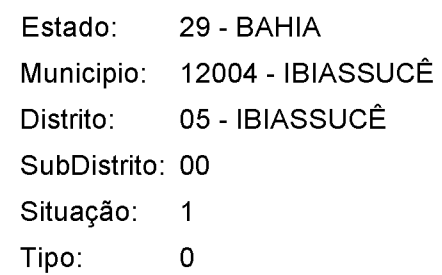 Estado: 29 - BAHIA
Municipio: 12004 - IBIASSUCÊ
Distrito: 05 - IBIASSUCÊ
SubDistrito: 00
Situação: 1
Tipo: 0